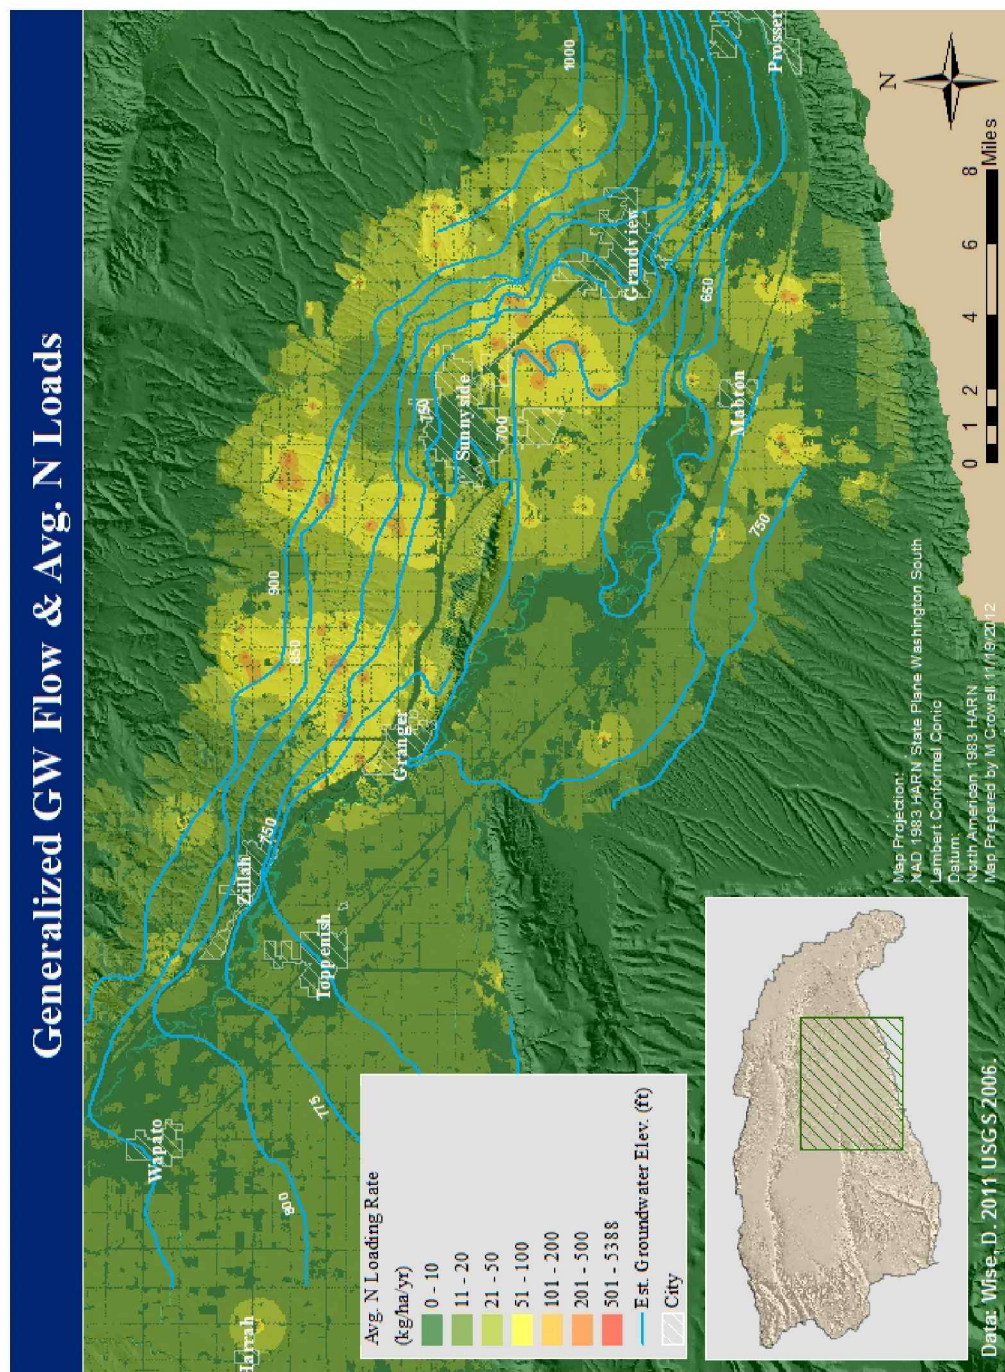 Generalized GW Flow & Avg. N Loads
1000
Prosser
N
900
850
750
Sunnyside
700
Grandview
650
Mabton
750
Granger
Zillah
750
Toppenish
Wapato
775
800
Harrah
0 1 2 4 6 8
Miles
Avg. N Loading Rate
(kg/ha/yr)
0 - 10
11 - 20
21 - 50
51 - 100
101 - 200
201 - 500
501 - 5388
Est. Groundwater Elev. (ft)
City
Map Projection:
NAD 1983 HARN State Plane Washington South
Lambert Conformal Conic
Datum:
North American 1983 HARN
Map Prepared by M Crowell 11/19/2012
Data: Wise, D. 2011 USGS 2006.